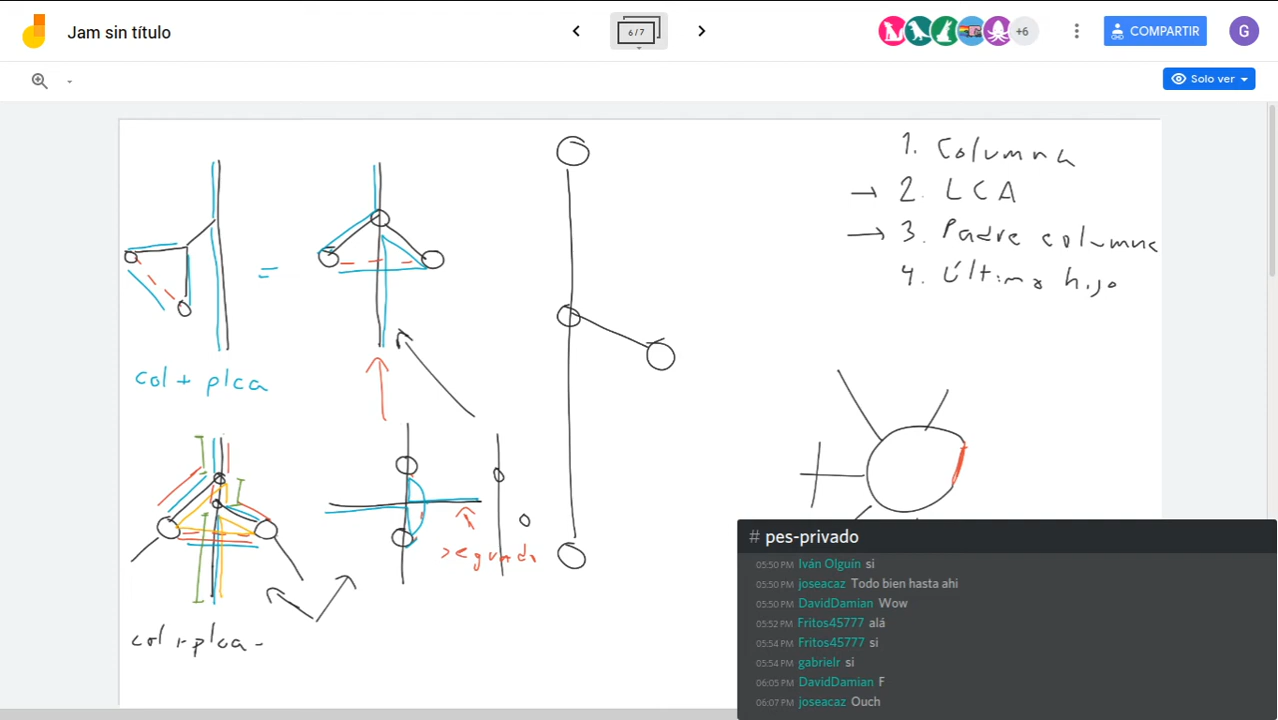 Jam sin título
6/7
+6
COMPARTIR
G
Solo ver
1. Columna
→ 2. LCA
→ 3. Padre columna
4. Último hijo
=
col + plca
segundo
col + plca -
# pes-privado
05:50 PM Iván Olguín si
05:50 PM joseacaz Todo bien hasta ahi
05:50 PM DavidDamian Wow
05:52 PM Fritos45777 alá
05:54 PM Fritos45777 si
05:54 PM gabrielr si
06:05 PM DavidDamian F
06:07 PM joseacaz Ouch